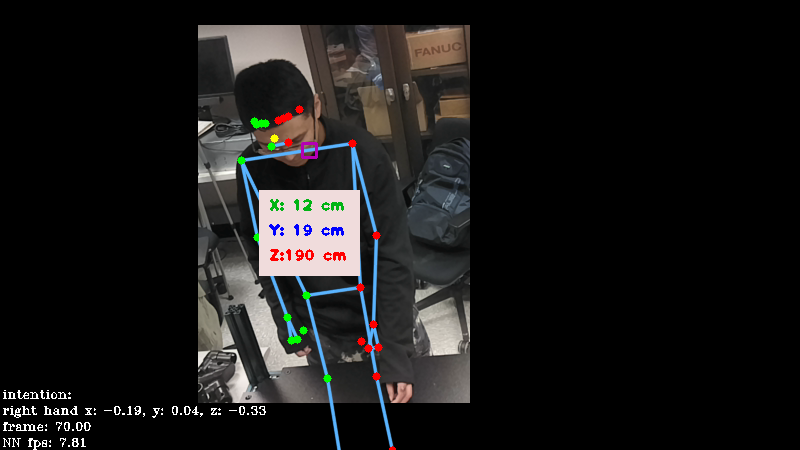 FANUC
X: 12 cm
Y: 19 cm
Z:190 cm
intention:
right hand x: −0.19, y: 0.04, z: −0.33
frame: 70.00
NN fps: 7.81